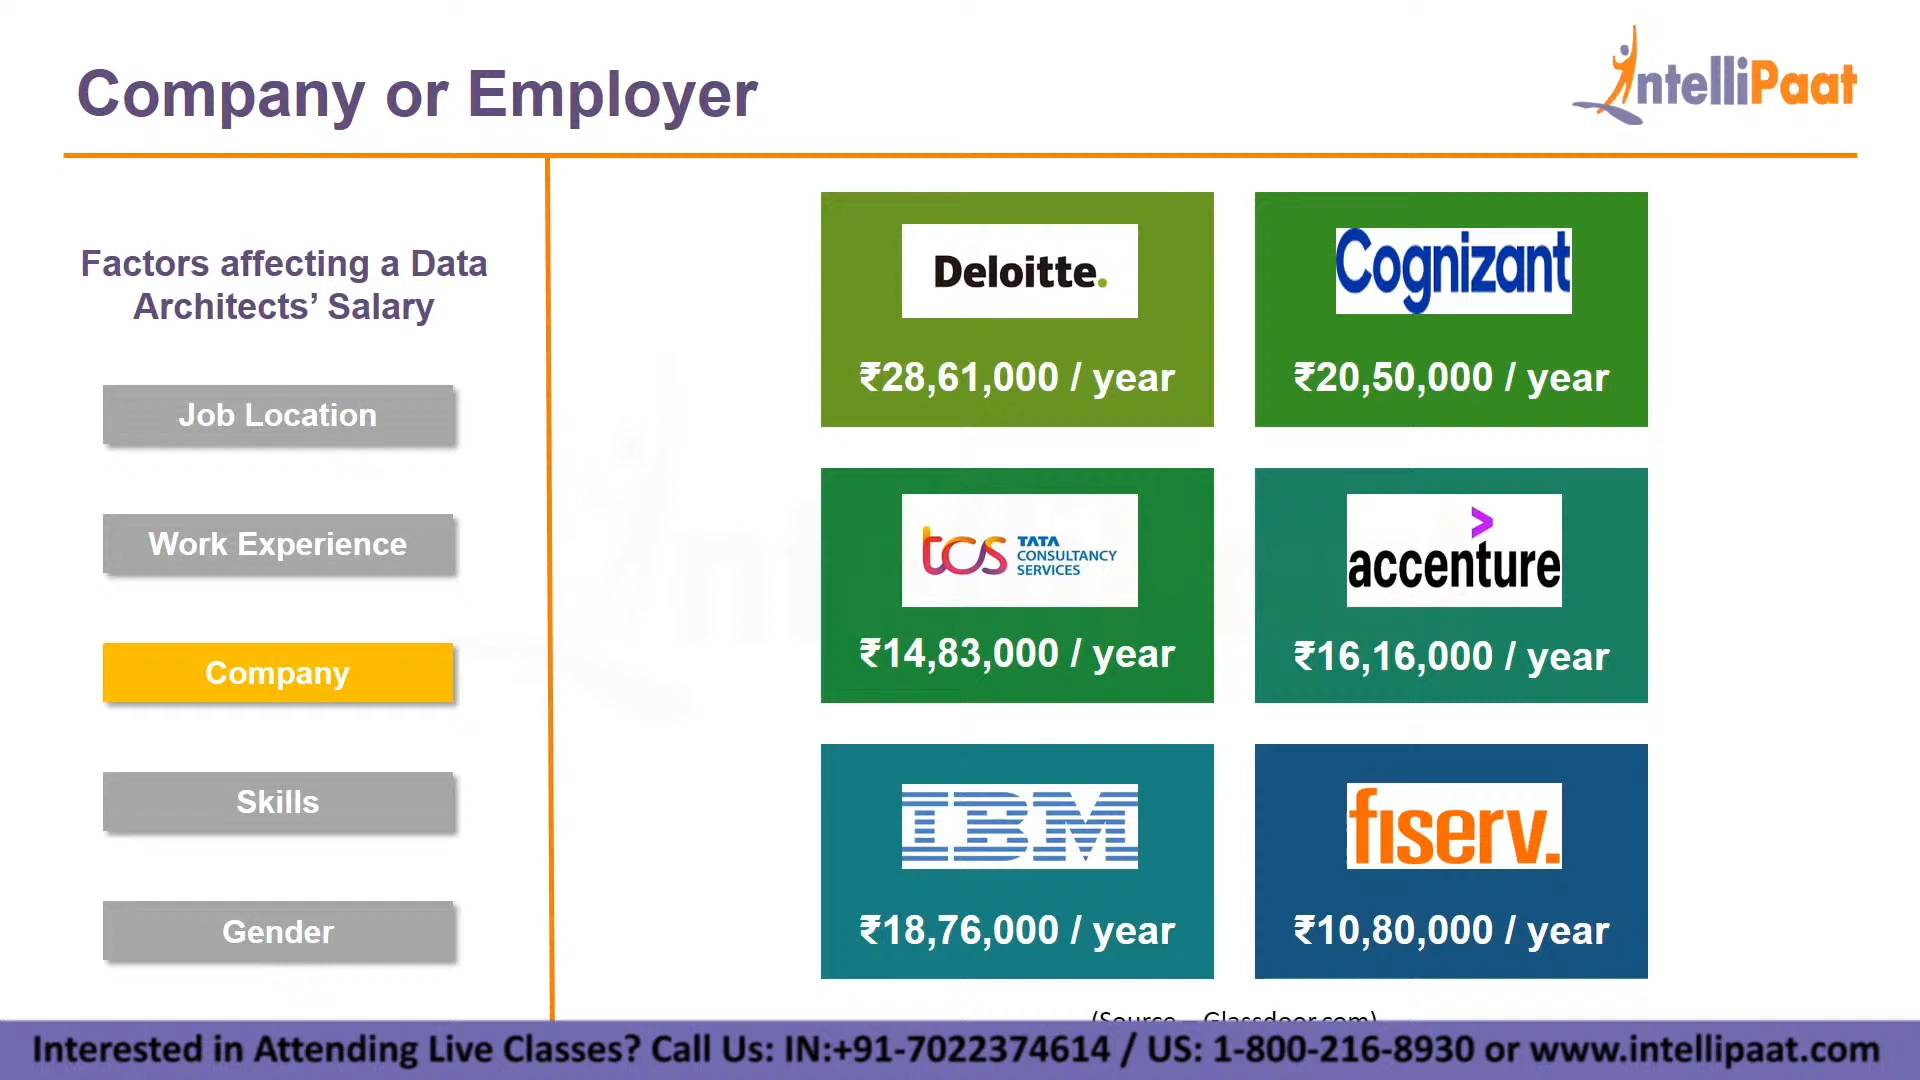 Company or Employer
IntelliPaat
Factors affecting a Data
Architects’ Salary
Job Location
Work Experience
Company
Skills
Gender
Deloitte.
₹28,61,000 / year
Cognizant
₹20,50,000 / year
tcs TATA
CONSULTANCY
SERVICES
₹14,83,000 / year
>
accenture
₹16,16,000 / year
IBM
₹18,76,000 / year
fiserv.
₹10,80,000 / year
(Source – Glassdoor.com)
Interested in Attending Live Classes? Call Us: IN:+91-7022374614 / US: 1-800-216-8930 or www.intellipaat.com